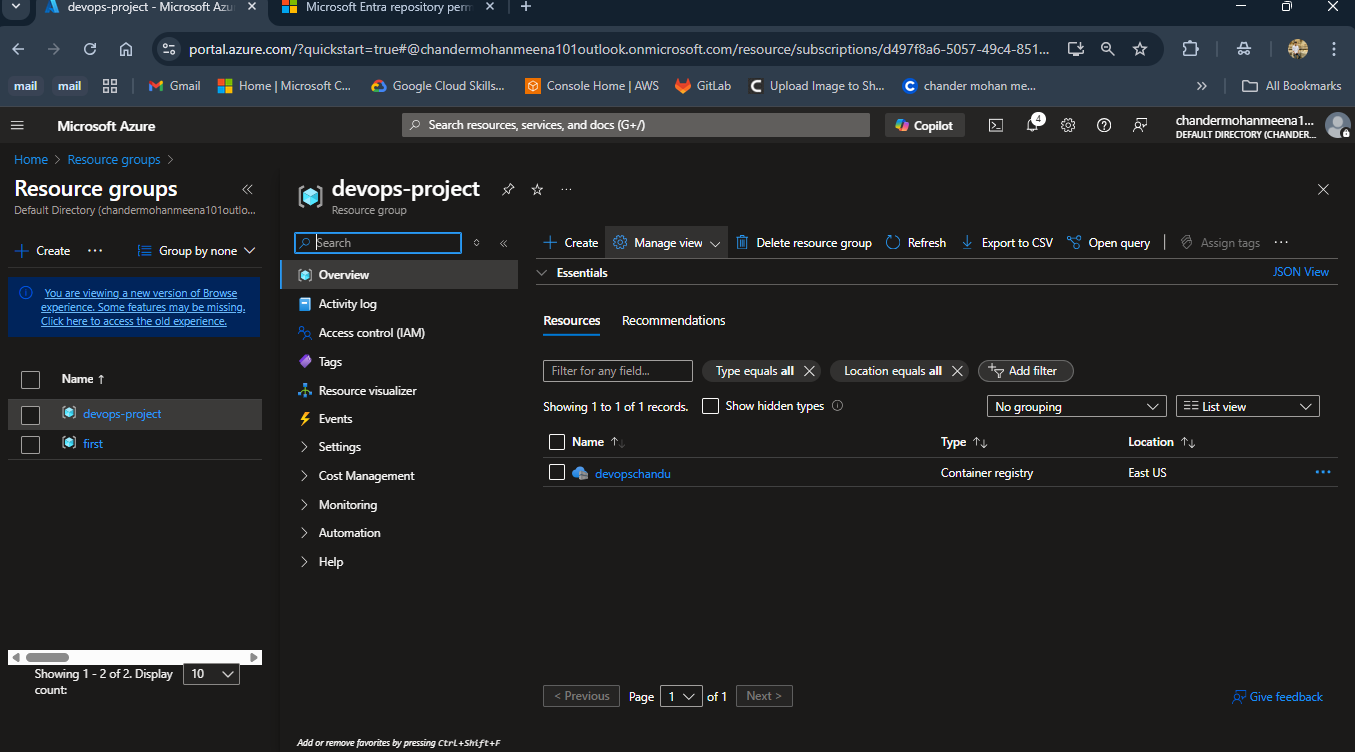 devops-project - Microsoft Azu
Microsoft Entra repository perm
portal.azure.com/?quickstart=true#@chandermohanmeena101outlook.onmicrosoft.com/resource/subscriptions/d497f8a6-5057-49c4-851...
mail
mail
Gmail
Home | Microsoft C...
Google Cloud Skills...
Console Home | AWS
GitLab
Upload Image to Sh...
chander mohan me...
All Bookmarks
Microsoft Azure
Search resources, services, and docs (G+/)
Copilot
4
chandermohanmeena1...
DEFAULT DIRECTORY (CHANDER...
Home > Resource groups >
Resource groups
Default Directory (chandermohanmeena101outlo...
Create
Group by none
You are viewing a new version of Browse
experience. Some features may be missing.
Click here to access the old experience.
Name ↑
devops-project
first
Showing 1 - 2 of 2. Display
count:
10
devops-project
Resource group
Search
Overview
Activity log
Access control (IAM)
Tags
Resource visualizer
Events
Settings
Cost Management
Monitoring
Automation
Help
Add or remove favorites by pressing Ctrl+Shift+F
Create
Manage view
Delete resource group
Refresh
Export to CSV
Open query
Assign tags
Essentials
JSON View
Resources
Recommendations
Filter for any field...
Type equals all
Location equals all
Add filter
Showing 1 to 1 of 1 records.
Show hidden types
No grouping
List view
Name ↑↓
Type ↑↓
Location ↑↓
devopschandu
Container registry
East US
< Previous
Page
1
of 1
Next >
Give feedback